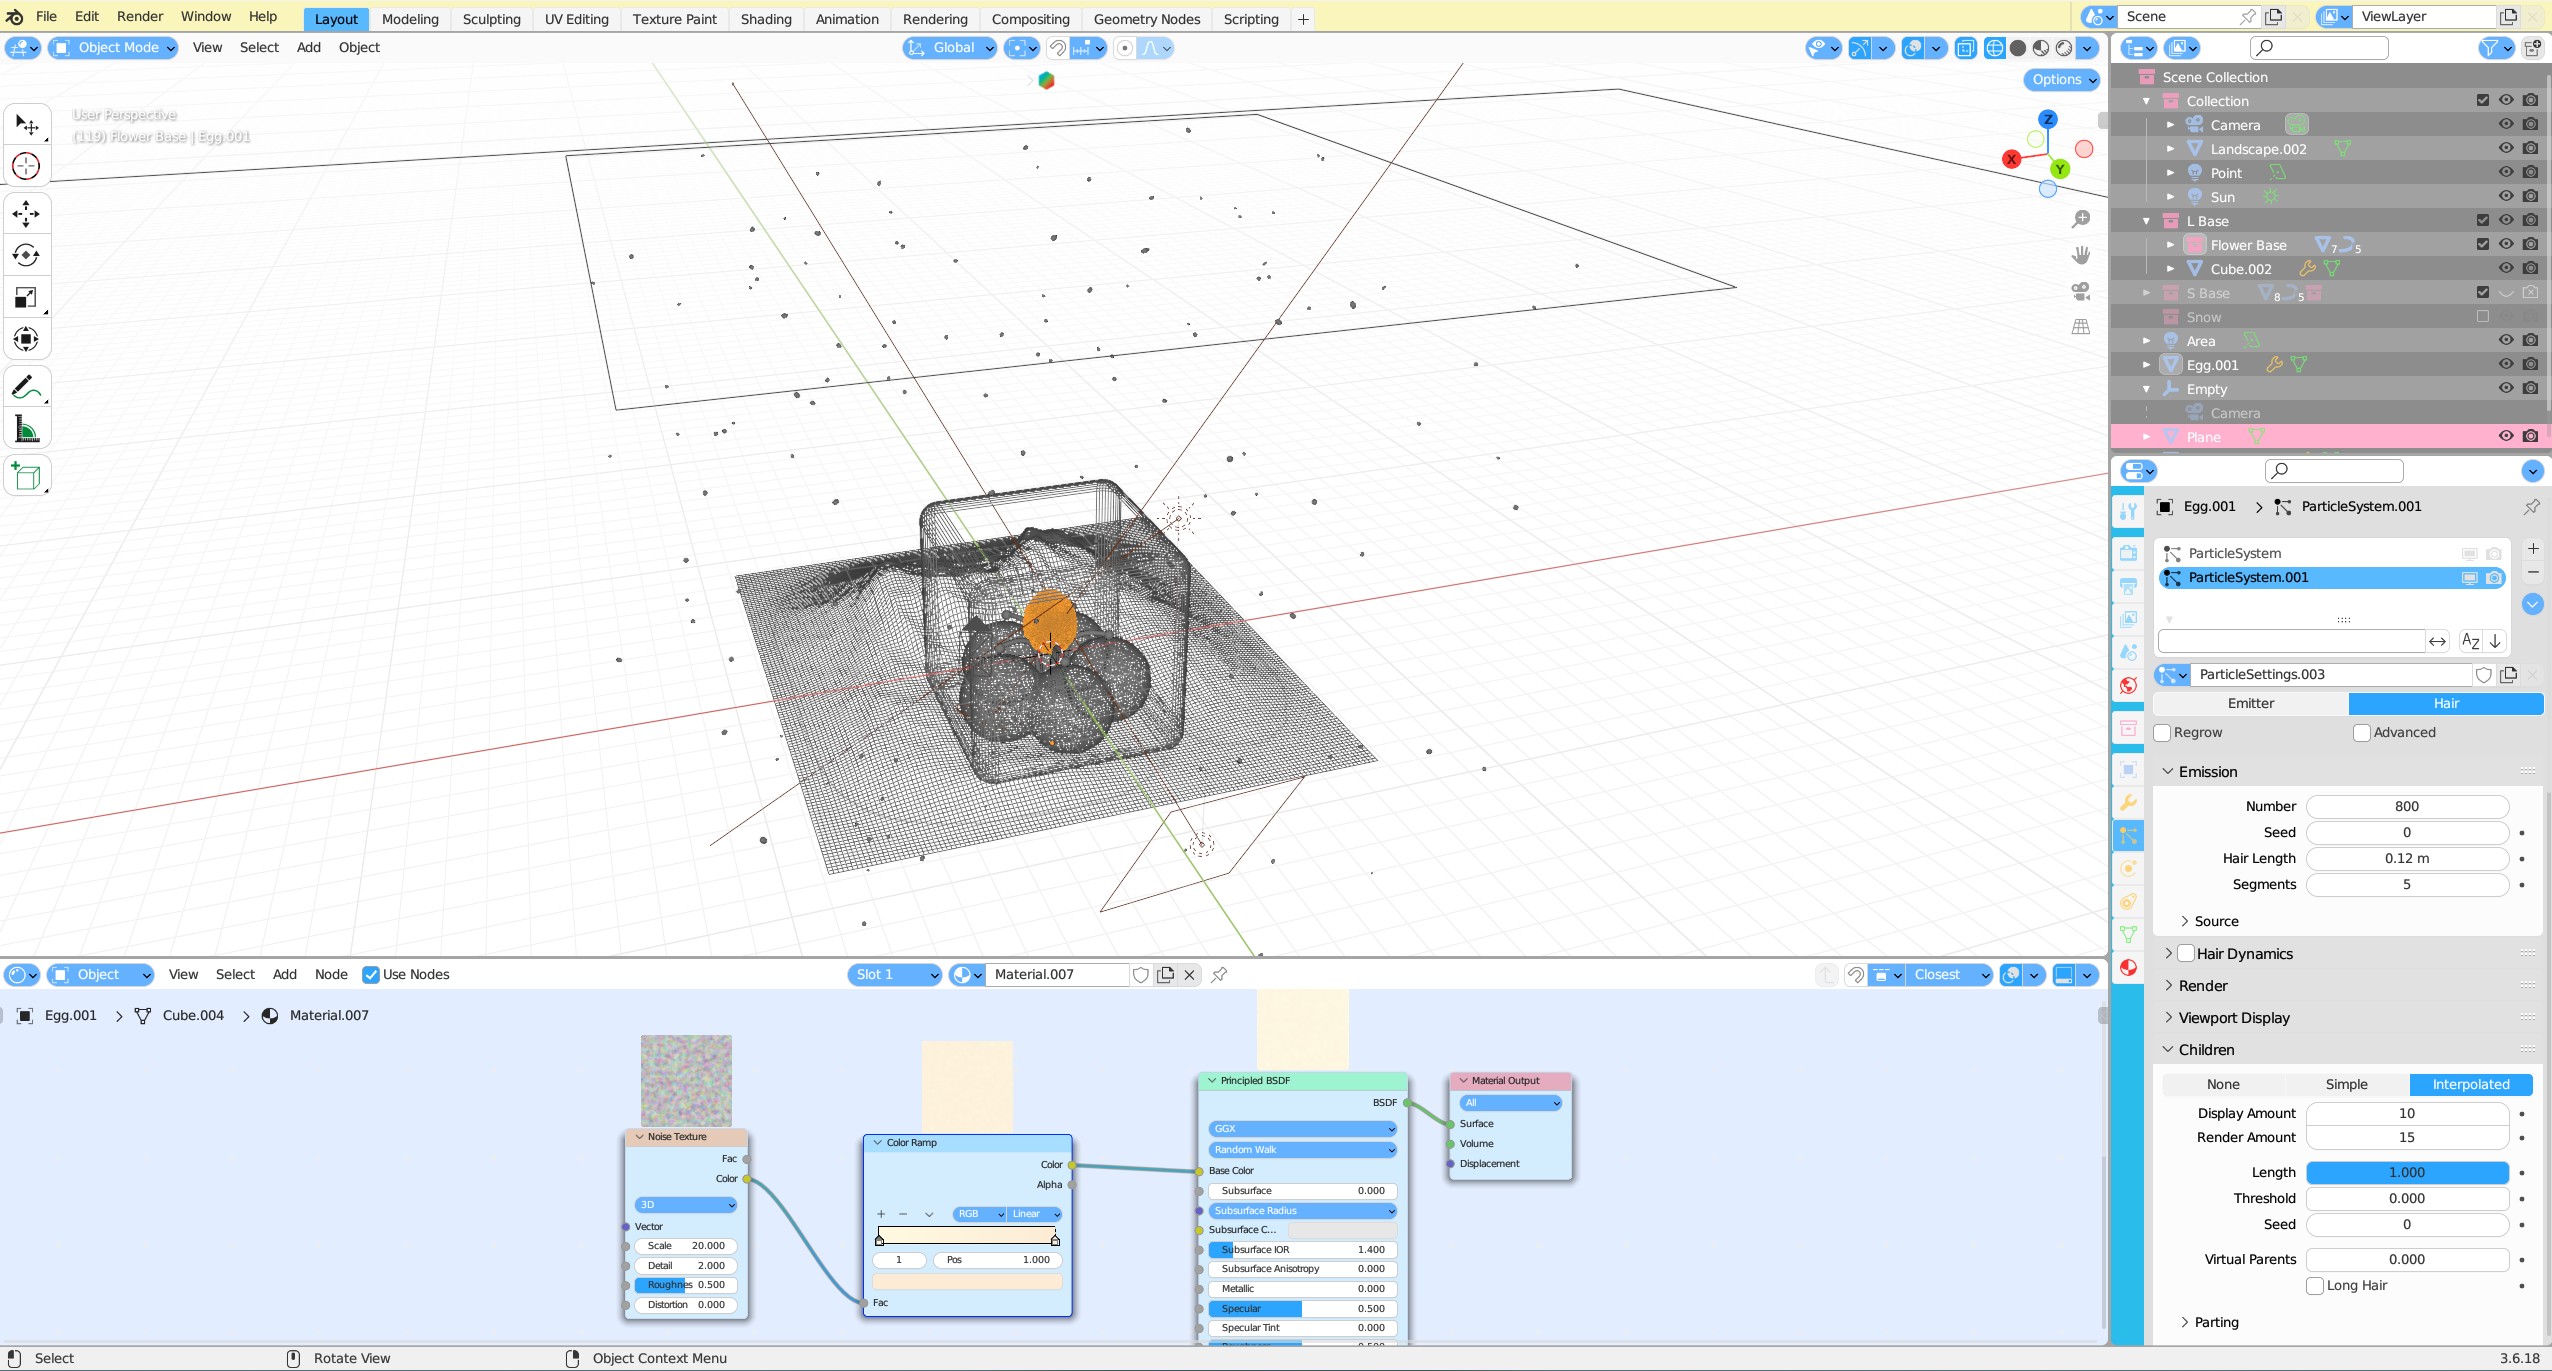 File Edit Render Window Help Layout Modeling Sculpting UV Editing Texture Paint Shading Animation Rendering Compositing Geometry Nodes Scripting + Scene ViewLayer
Object Mode View Select Add Object Global
Options
User Perspective
(119) Flower Base | Egg.001
Z
X
Y
Scene Collection
Collection
Camera
Landscape.002
Point
Sun
L Base
Flower Base 7 5
Cube.002
S Base 8 5
Snow
Area
Egg.001
Empty
Camera
Plane
Egg.001 > ParticleSystem.001
ParticleSystem
ParticleSystem.001
AZ
ParticleSettings.003
Emitter Hair
Regrow Advanced
Emission
Number 800
Seed 0
Hair Length 0.12 m
Segments 5
Source
Hair Dynamics
Render
Viewport Display
Children
None Simple Interpolated
Display Amount 10
Render Amount 15
Length 1.000
Threshold 0.000
Seed 0
Virtual Parents 0.000
Long Hair
Parting
Object View Select Add Node Use Nodes Slot 1 Material.007 Closest
Egg.001 > Cube.004 > Material.007
Noise Texture
Fac
Color
3D
Vector
Scale 20.000
Detail 2.000
Roughnes 0.500
Distortion 0.000
Color Ramp
Color
Alpha
RGB Linear
1 Pos 1.000
Fac
Principled BSDF
BSDF
GGX
Random Walk
Base Color
Subsurface 0.000
Subsurface Radius
Subsurface C...
Subsurface IOR 1.400
Subsurface Anisotropy 0.000
Metallic 0.000
Specular 0.500
Specular Tint 0.000
Material Output
All
Surface
Volume
Displacement
Select Rotate View Object Context Menu 3.6.18